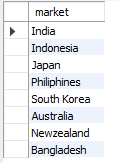 market
India
Indonesia
Japan
Philiphines
South Korea
Australia
Newzealand
Bangladesh